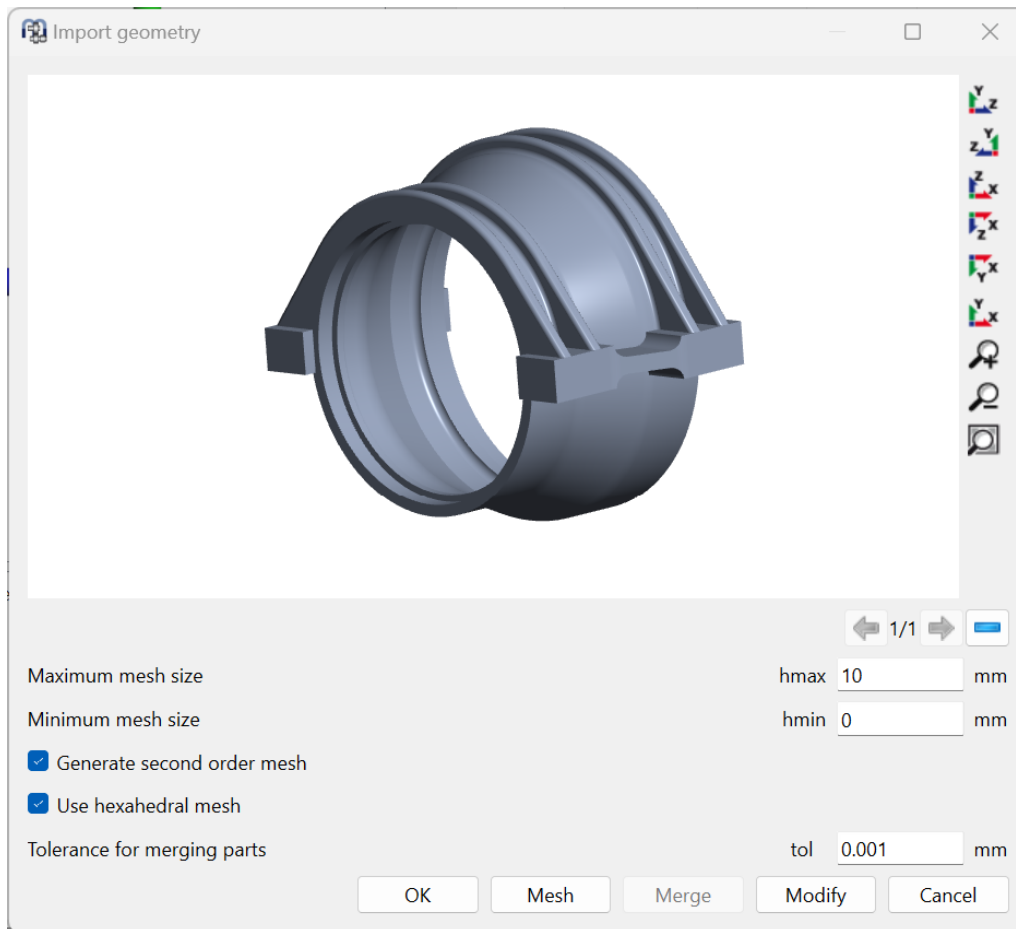 Import geometry
Y Z
Z Y
Z X
X Z
X Y
Y X
1/1
Maximum mesh size hmax 10 mm
Minimum mesh size hmin 0 mm
Generate second order mesh
Use hexahedral mesh
Tolerance for merging parts tol 0.001 mm
OK Mesh Merge Modify Cancel